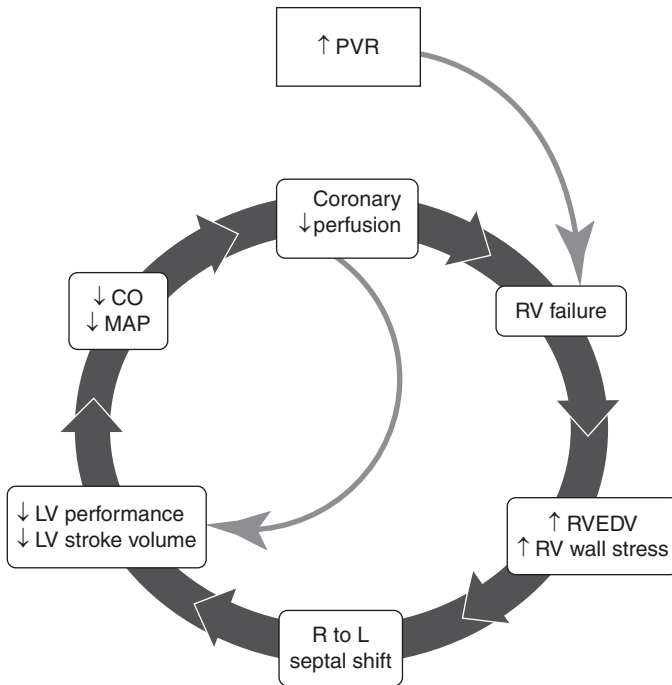 ↑ PVR
Coronary
↓ perfusion
RV failure
↑ RVEDV
↑ RV wall stress
R to L
septal shift
↓ LV performance
↓ LV stroke volume
↓ CO
↓ MAP